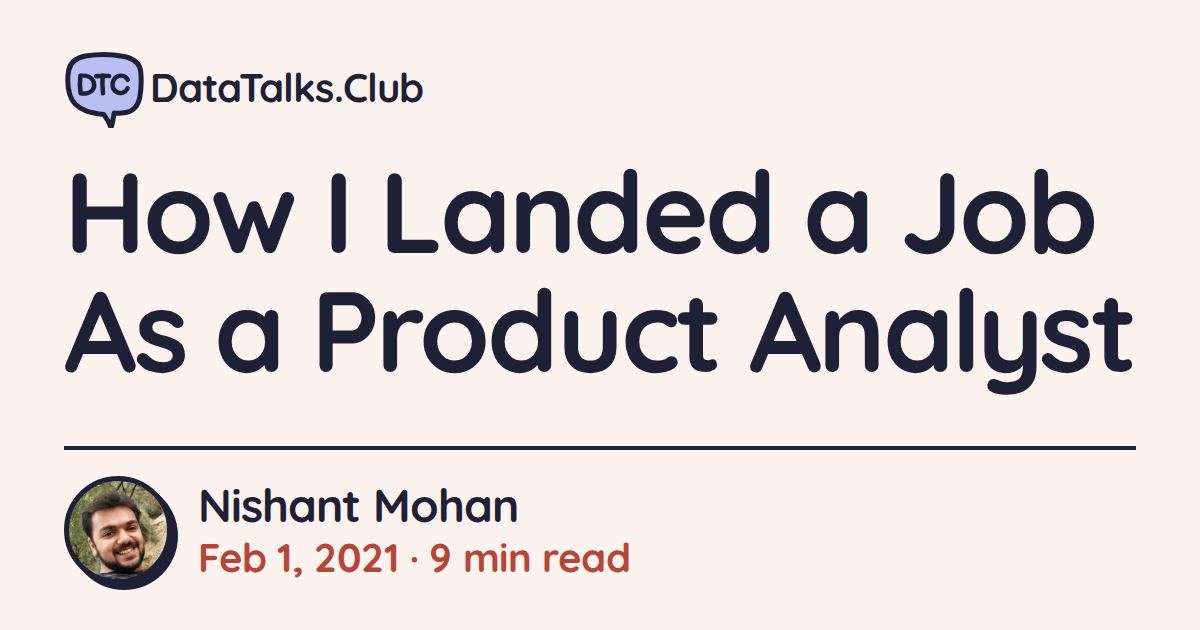 DTC DataTalks.Club
How I Landed a Job
As a Product Analyst
Nishant Mohan
Feb 1, 2021 · 9 min read